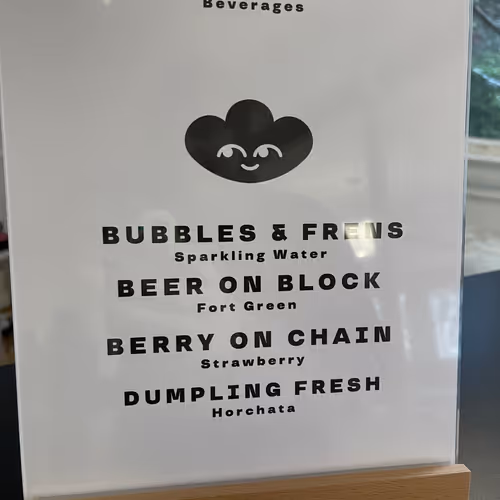 Beverages
BUBBLES & FRENS
Sparkling Water
BEER ON BLOCK
Fort Green
BERRY ON CHAIN
Strawberry
DUMPLING FRESH
Horchata